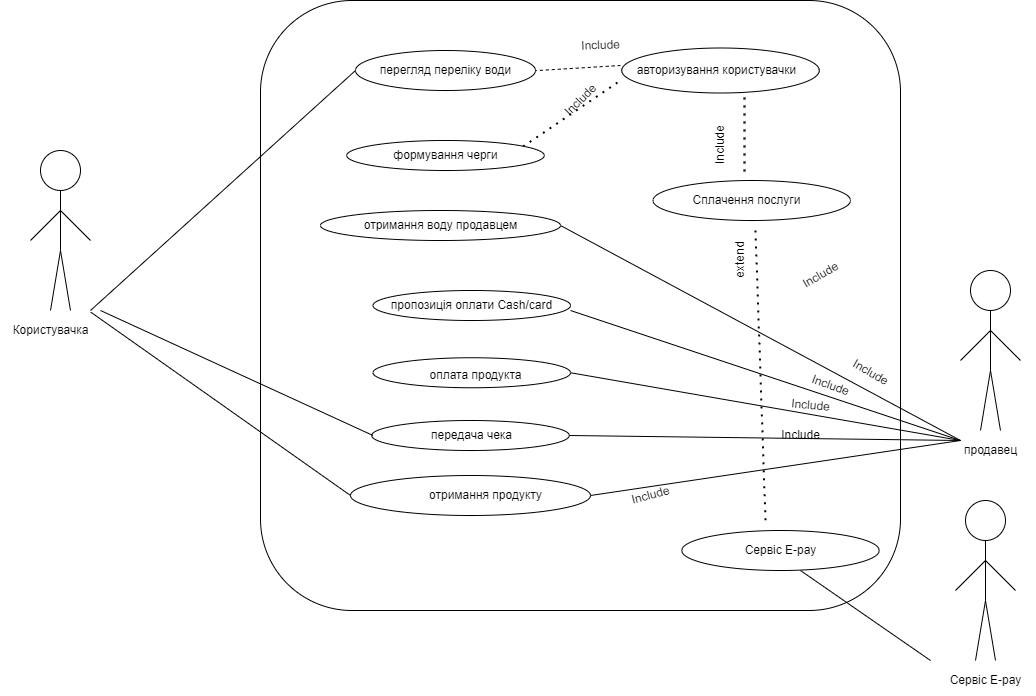 Include
перегляд переліку води
авторизування користувачки
Include
Include
формування черги
Сплачення послуги
отримання воду продавцем
extend
Include
пропозиція оплати Cash/card
Користувачка
оплата продукта
Include
Include
Include
передача чека
Include
продавец
отримання продукту
Include
Сервіс E-pay
Сервіс E-pay